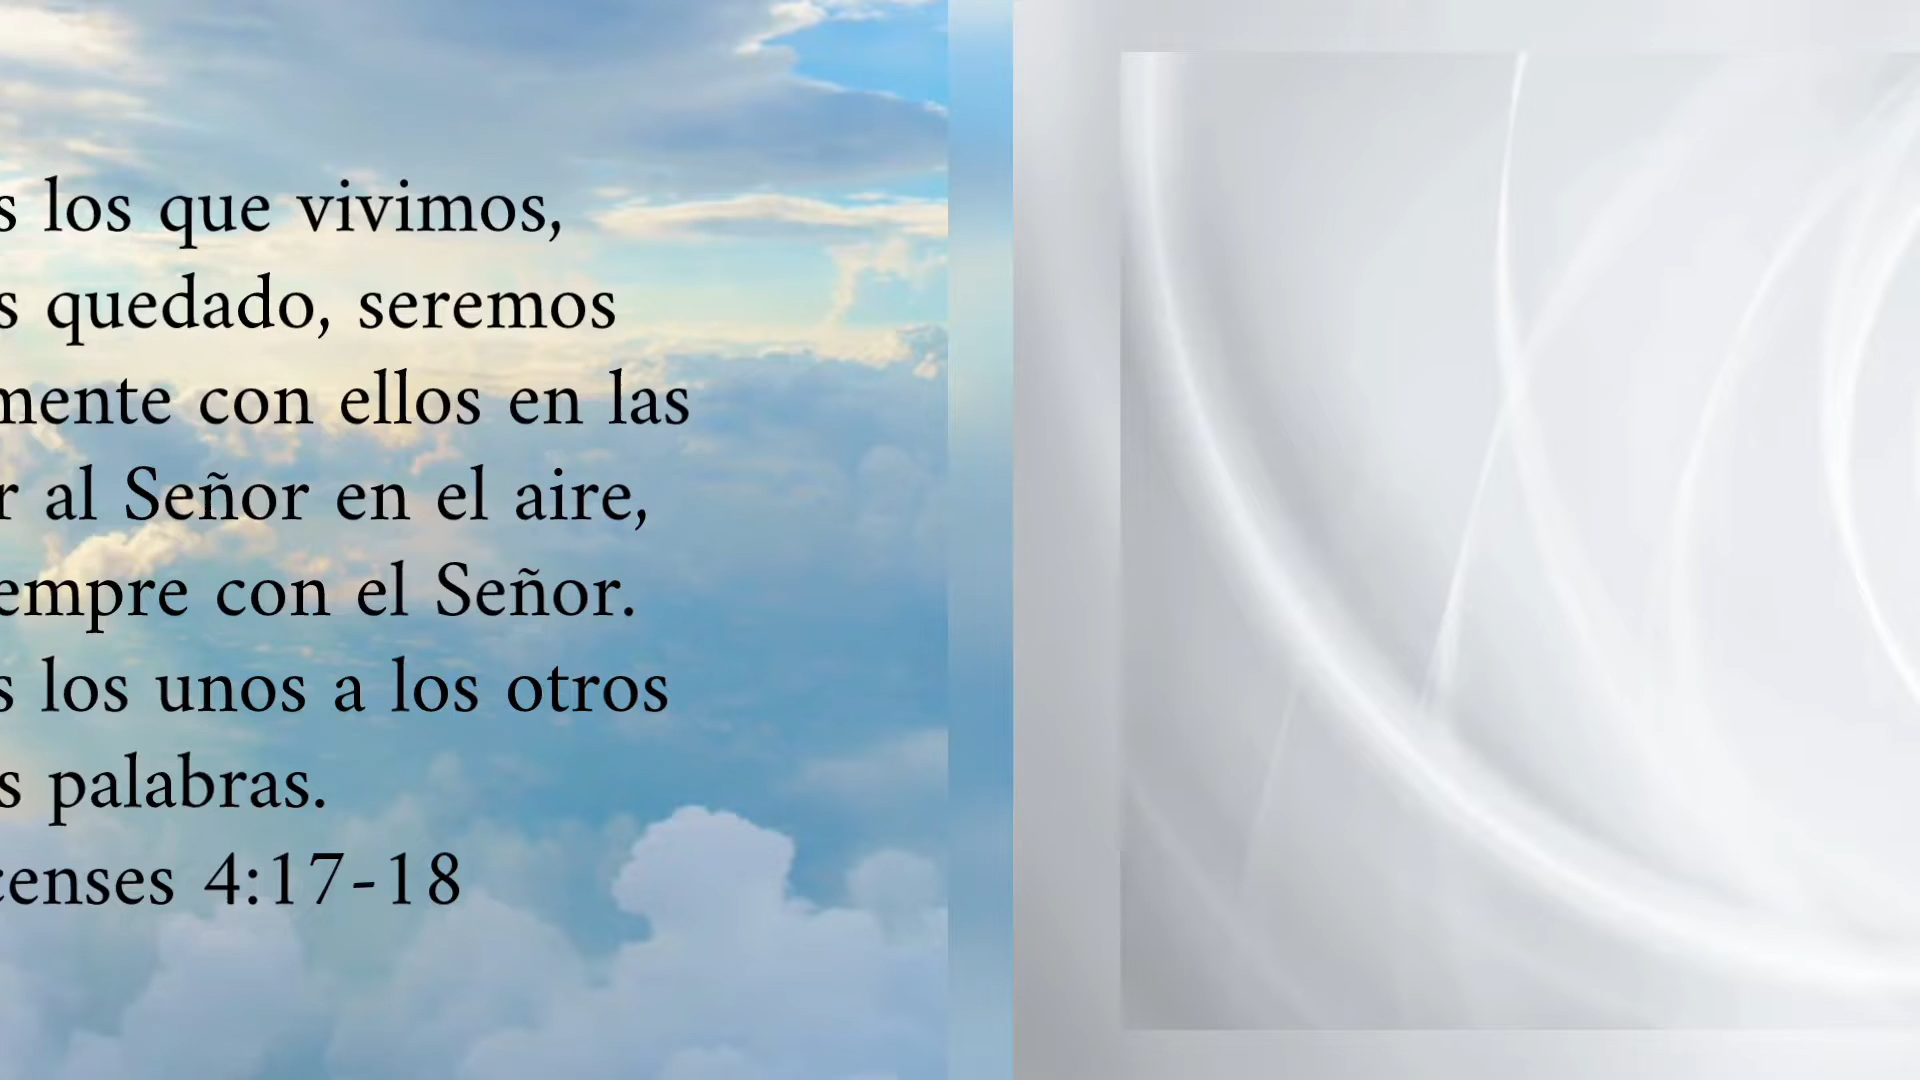 s los que vivimos,
s quedado, seremos
mente con ellos en las
r al Señor en el aire,
empre con el Señor.
s los unos a los otros
s palabras.
censes 4:17-18